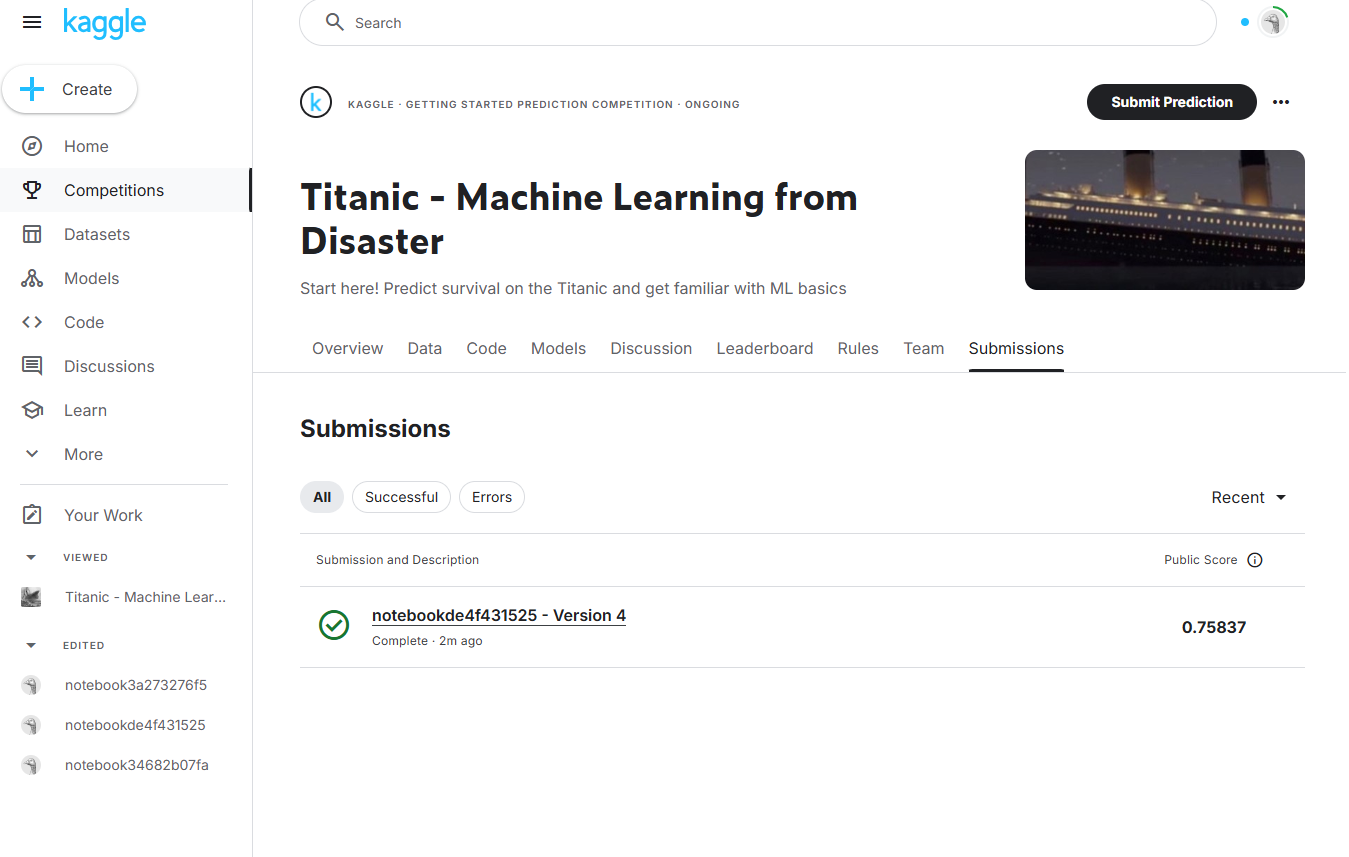 kaggle
Search
Create
Home
Competitions
Datasets
Models
Code
Discussions
Learn
More
Your Work
VIEWED
Titanic - Machine Lear...
EDITED
notebook3a273276f5
notebookde4f431525
notebook34682b07fa
k
KAGGLE · GETTING STARTED PREDICTION COMPETITION · ONGOING
Submit Prediction
Titanic - Machine Learning from
Disaster
Start here! Predict survival on the Titanic and get familiar with ML basics
Overview Data Code Models Discussion Leaderboard Rules Team Submissions
Submissions
All Successful Errors
Recent
Submission and Description Public Score
notebookde4f431525 - Version 4
Complete · 2m ago
0.75837